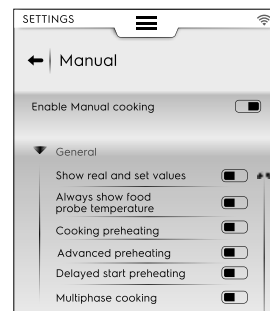 SETTINGS
Manual
Enable Manual cooking
General
Show real and set values
Always show food
probe temperature
Cooking preheating
Advanced preheating
Delayed start preheating
Multiphase cooking